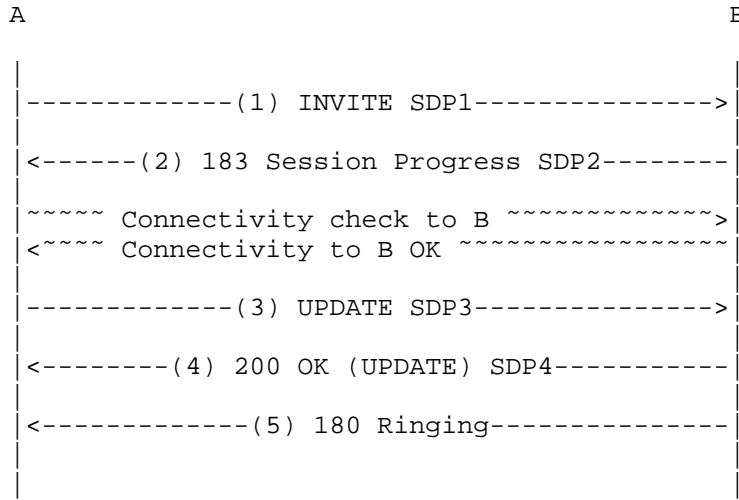 A B
-------------(1) INVITE SDP1--------------->
<------(2) 183 Session Progress SDP2--------
~~~~~ Connectivity check to B ~~~~~~~~~~~~~>
<~~~~ Connectivity to B OK ~~~~~~~~~~~~~~~~~
-------------(3) UPDATE SDP3--------------->
<--------(4) 200 OK (UPDATE) SDP4-----------
<-------------(5) 180 Ringing---------------